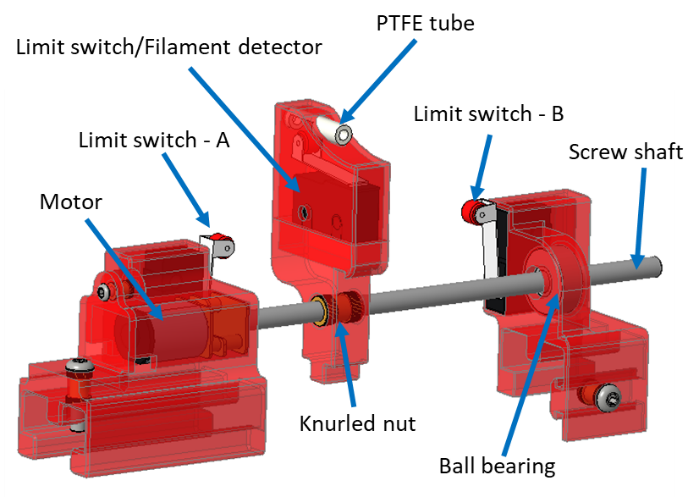 PTFE tube
Limit switch/Filament detector
Limit switch - B
Limit switch - A
Screw shaft
Motor
Knurled nut
Ball bearing